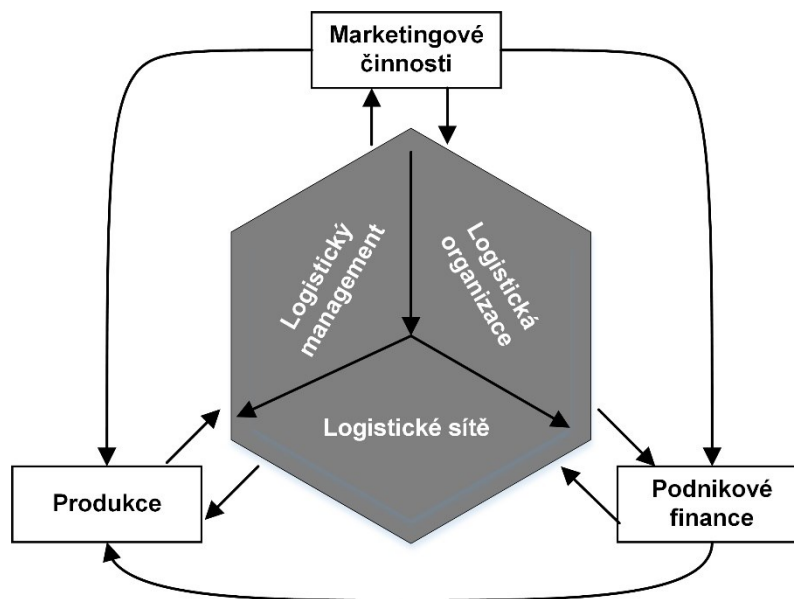 Marketingové
činnosti
Logistický
management
Logistická
organizace
Logistické sítě
Produkce
Podnikové
finance